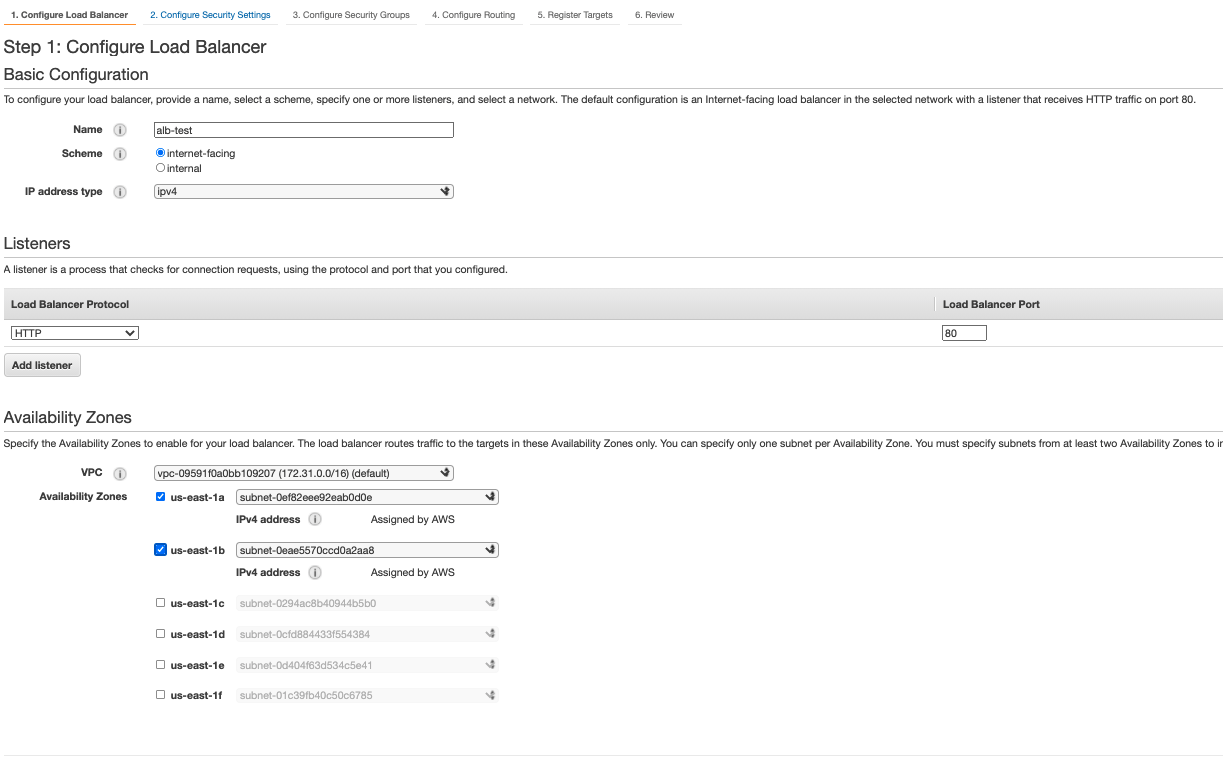 1. Configure Load Balancer 2. Configure Security Settings 3. Configure Security Groups 4. Configure Routing 5. Register Targets 6. Review
Step 1: Configure Load Balancer
Basic Configuration
To configure your load balancer, provide a name, select a scheme, specify one or more listeners, and select a network. The default configuration is an Internet-facing load balancer in the selected network with a listener that receives HTTP traffic on port 80.
Name i alb-test
Scheme i internet-facing
internal
IP address type i ipv4
Listeners
A listener is a process that checks for connection requests, using the protocol and port that you configured.
Load Balancer Protocol Load Balancer Port
HTTP 80
Add listener
Availability Zones
Specify the Availability Zones to enable for your load balancer. The load balancer routes traffic to the targets in these Availability Zones only. You can specify only one subnet per Availability Zone. You must specify subnets from at least two Availability Zones to i
VPC i vpc-09591f0a0bb109207 (172.31.0.0/16) (default)
Availability Zones us-east-1a subnet-0ef82eee92eab0d0e
IPv4 address i Assigned by AWS
us-east-1b subnet-0eae5570ccd0a2aa8
IPv4 address i Assigned by AWS
us-east-1c subnet-0294ac8b40944b5b0
us-east-1d subnet-0cfd884433f554384
us-east-1e subnet-0d404f63d534c5e41
us-east-1f subnet-01c39fb40c50c6785